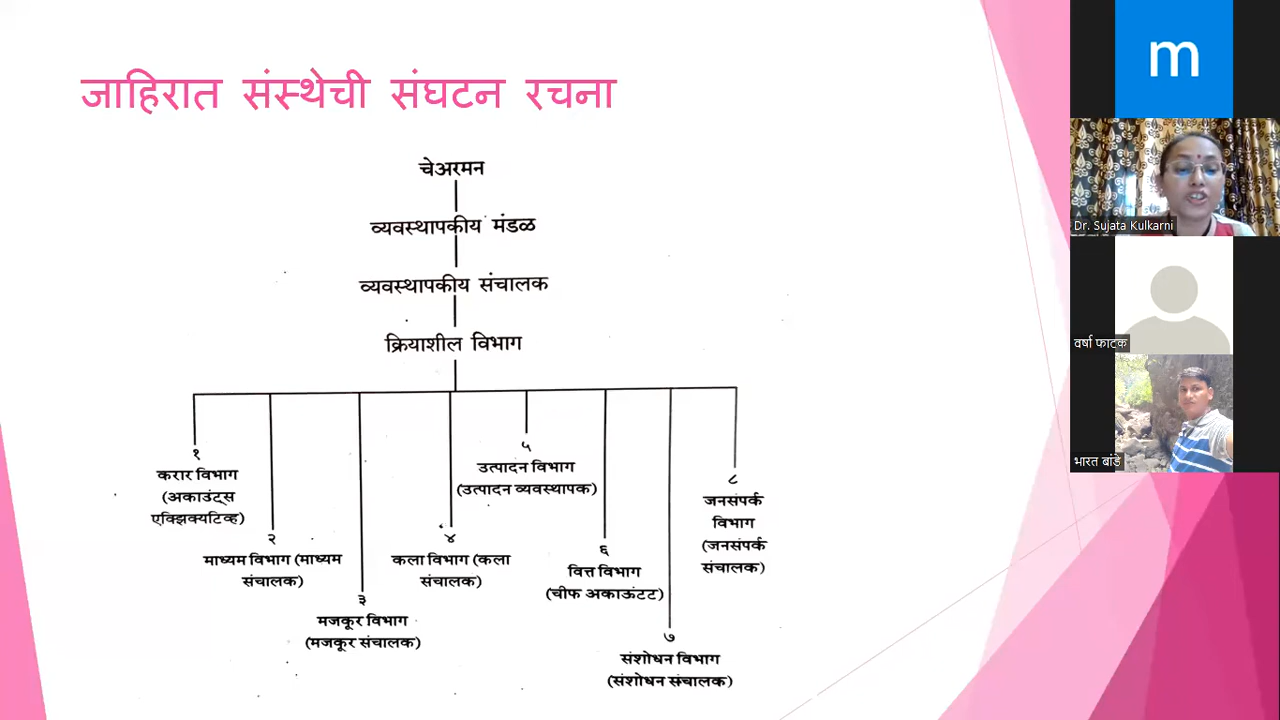 जाहिरात संस्थेची संघटन रचना
चेअरमन
व्यवस्थापकीय मंडळ
व्यवस्थापकीय संचालक
क्रियाशील विभाग
१
करार विभाग
(अकाउंट्स
एक्झिक्यटिव्ह)
२
माध्यम विभाग (माध्यम
संचालक)
३
मजकूर विभाग
(मजकूर संचालक)
४
कला विभाग (कला
संचालक)
५
उत्पादन विभाग
(उत्पादन व्यवस्थापक)
६
वित्त विभाग
(चीफ अकाऊंटट)
७
संशोधन विभाग
(संशोधन संचालक)
८
जनसंपर्क
विभाग
(जनसंपर्क
संचालक)
m
Dr. Sujata Kulkarni
वर्षा फाटक
भारत बांडे